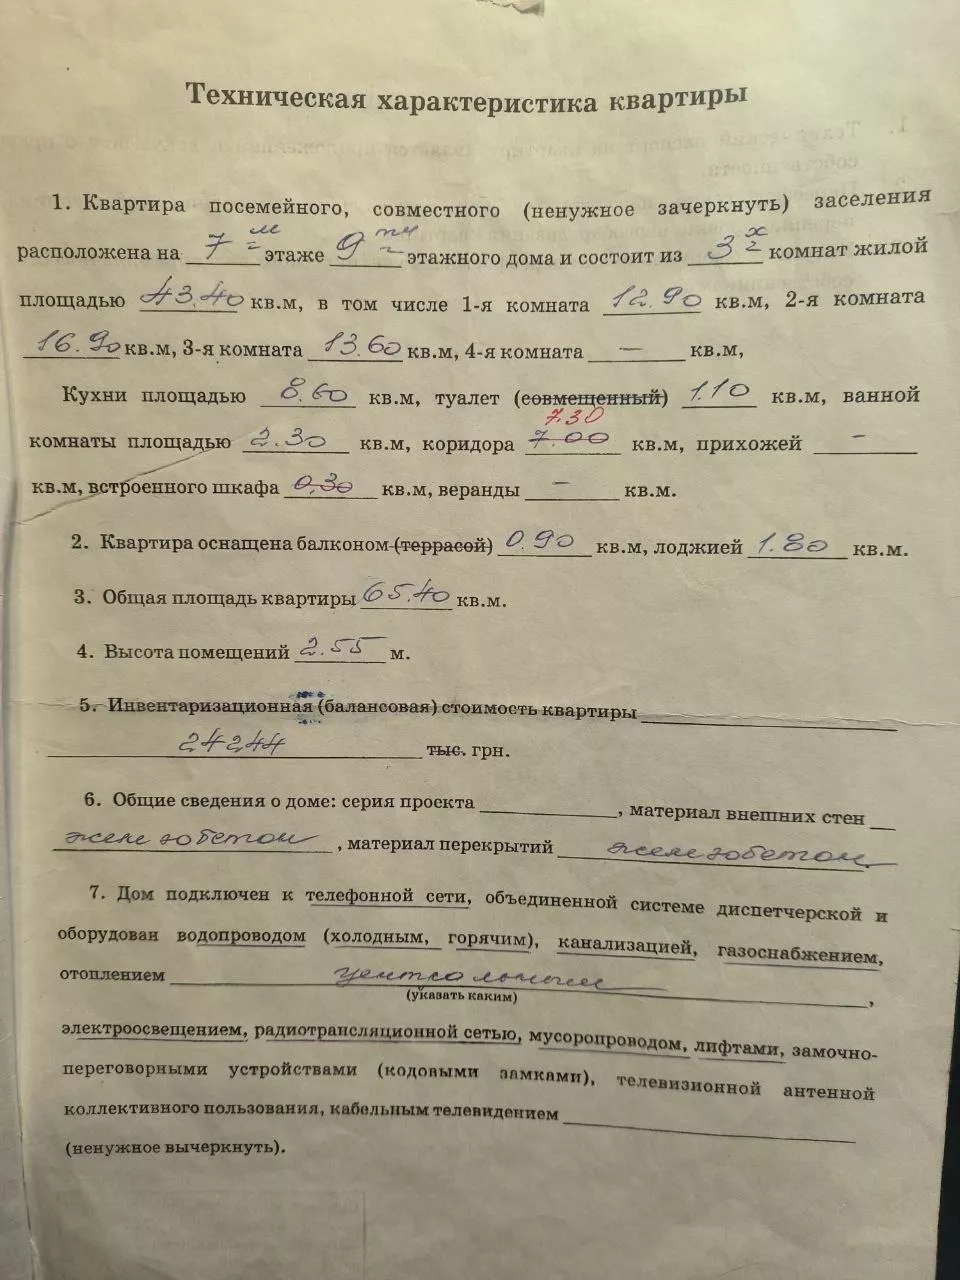 Техническая характеристика квартиры
1. Квартира посемейного, совместного (ненужное зачеркнуть) заселения
расположена на 7м этаже 9ти этажного дома и состоит из 3х комнат жилой
площадью 43.40 кв.м, в том числе 1-я комната 12.90 кв.м, 2-я комната
16.90 кв.м, 3-я комната 13.60 кв.м, 4-я комната — кв.м,
Кухни площадью 8.60 кв.м, туалет (совмещенный) 1.10 кв.м, ванной
7.30
комнаты площадью 2.30 кв.м, коридора 7.00 кв.м, прихожей –
кв.м, встроенного шкафа 0,30 кв.м, веранды – кв.м.
2. Квартира оснащена балконом (террасой) 0.90 кв.м, лоджией 1.80 кв.м.
3. Общая площадь квартиры 65.40 кв.м.
4. Высота помещений 2.55 м.
5. Инвентаризационная (балансовая) стоимость квартиры
24244 тыс. грн.
6. Общие сведения о доме: серия проекта , материал внешних стен
железобетон , материал перекрытий железобетон
7. Дом подключен к телефонной сети, объединенной системе диспетчерской и
оборудован водопроводом (холодным, горячим), канализацией, газоснабжением,
отоплением центральным
(указать каким) ,
электроосвещением, радиотрансляционной сетью, мусоропроводом, лифтами, замочно-
переговорными устройствами (кодовыми замками), телевизионной антенной
коллективного пользования, кабельным телевидением
(ненужное вычеркнуть).